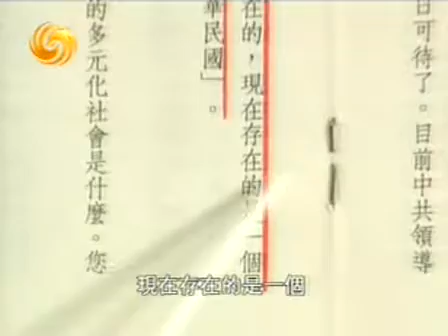 日可待了。目前中共領導
在的，現在存在的是一個
華民國」。
的多元化社會是什麼。您
現在存在的是一個